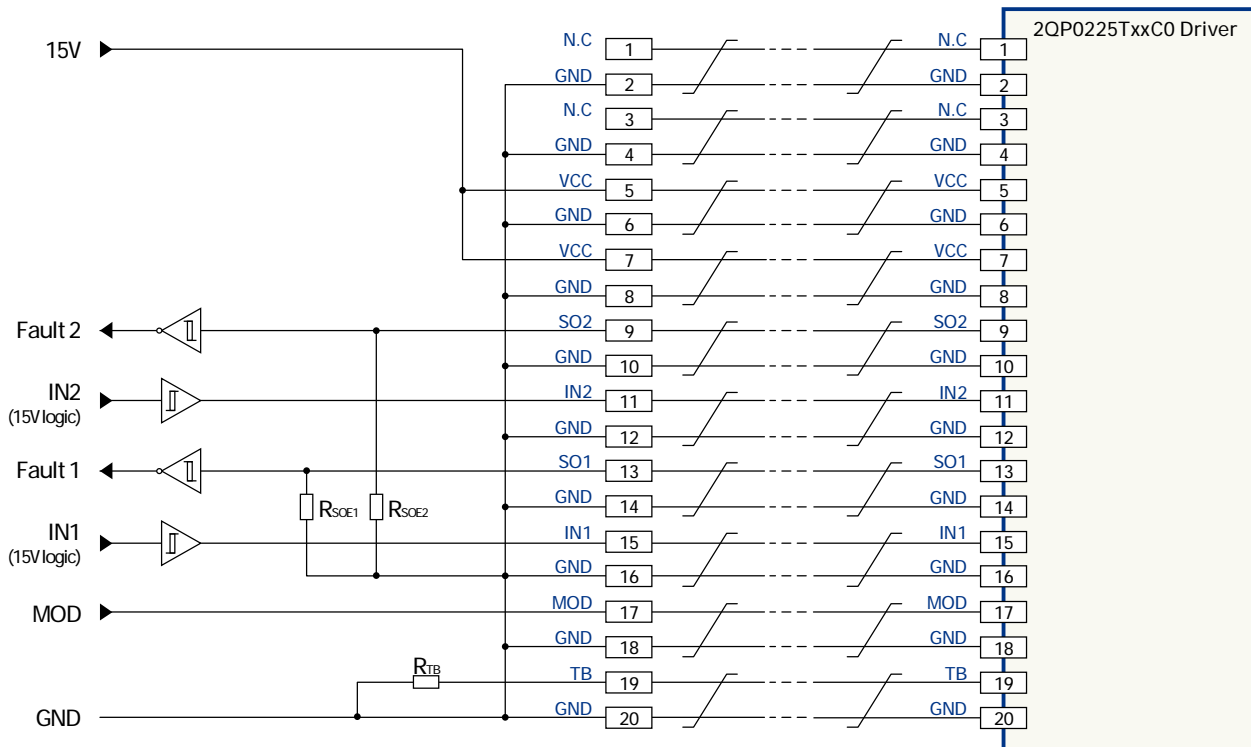 2QP0225TxxC0 Driver
15V
N.C 1 N.C 1
GND 2 GND 2
N.C 3 N.C 3
GND 4 GND 4
VCC 5 VCC 5
GND 6 GND 6
VCC 7 VCC 7
GND 8 GND 8
Fault 2 SO2 9 SO2 9
GND 10 GND 10
IN2 IN2 11 IN2 11
(15V logic)
GND 12 GND 12
Fault 1 SO1 13 SO1 13
RSOE1 RSOE2 GND 14 GND 14
IN1 IN1 15 IN1 15
(15V logic)
GND 16 GND 16
MOD MOD 17 MOD 17
GND 18 GND 18
RTB TB 19 TB 19
GND GND 20 GND 20